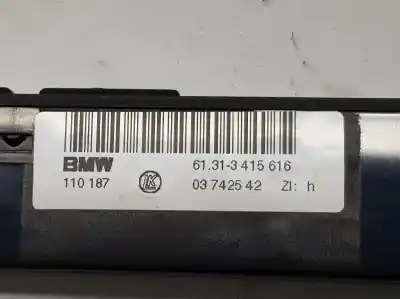 BMW 61.31-3 415 616
110 187 K 03 7425 42 ZI: h